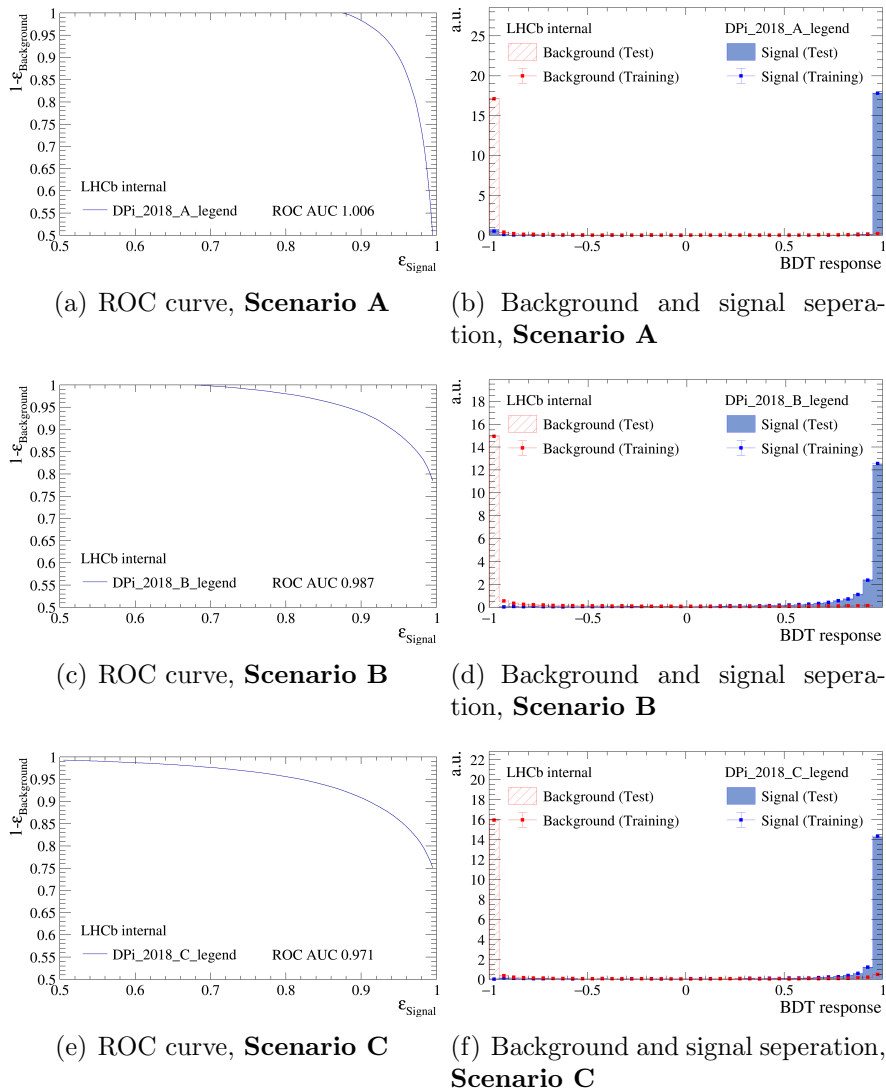 1-ε_Background
1
0.95
0.9
0.85
0.8
0.75
0.7
0.65
0.6
0.55
0.5
LHCb internal
DPi_2018_A_legend ROC AUC 1.006
0.5 0.6 0.7 0.8 0.9 1
ε_Signal
(a) ROC curve, Scenario A
a.u.
25
20
15
10
5
0
LHCb internal DPi_2018_A_legend
Background (Test) Signal (Test)
Background (Training) Signal (Training)
−1 −0.5 0 0.5 1
BDT response
(b) Background and signal sepera-
tion, Scenario A
1-ε_Background
1
0.95
0.9
0.85
0.8
0.75
0.7
0.65
0.6
0.55
0.5
LHCb internal
DPi_2018_B_legend ROC AUC 0.987
0.5 0.6 0.7 0.8 0.9 1
ε_Signal
(c) ROC curve, Scenario B
a.u.
18
16
14
12
10
8
6
4
2
0
LHCb internal DPi_2018_B_legend
Background (Test) Signal (Test)
Background (Training) Signal (Training)
−1 −0.5 0 0.5 1
BDT response
(d) Background and signal sepera-
tion, Scenario B
1-ε_Background
1
0.95
0.9
0.85
0.8
0.75
0.7
0.65
0.6
0.55
0.5
LHCb internal
DPi_2018_C_legend ROC AUC 0.971
0.5 0.6 0.7 0.8 0.9 1
ε_Signal
(e) ROC curve, Scenario C
a.u.
22
20
18
16
14
12
10
8
6
4
2
0
LHCb internal DPi_2018_C_legend
Background (Test) Signal (Test)
Background (Training) Signal (Training)
−1 −0.5 0 0.5 1
BDT response
(f) Background and signal seperation,
Scenario C